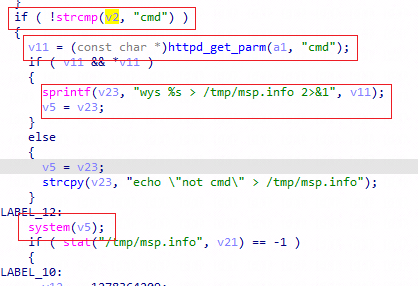 }
if ( !strcmp(v2, "cmd") )
{
v11 = (const char *)httpd_get_parm(a1, "cmd");
if ( v11 && *v11 )
{
sprintf(v23, "wys %s > /tmp/msp.info 2>&1", v11);
v5 = v23;
}
else
{
v5 = v23;
strcpy(v23, "echo \"not cmd\" > /tmp/msp.info");
}
LABEL_12:
system(v5);
if ( stat("/tmp/msp.info", v21) == -1 )
{
LABEL_10: